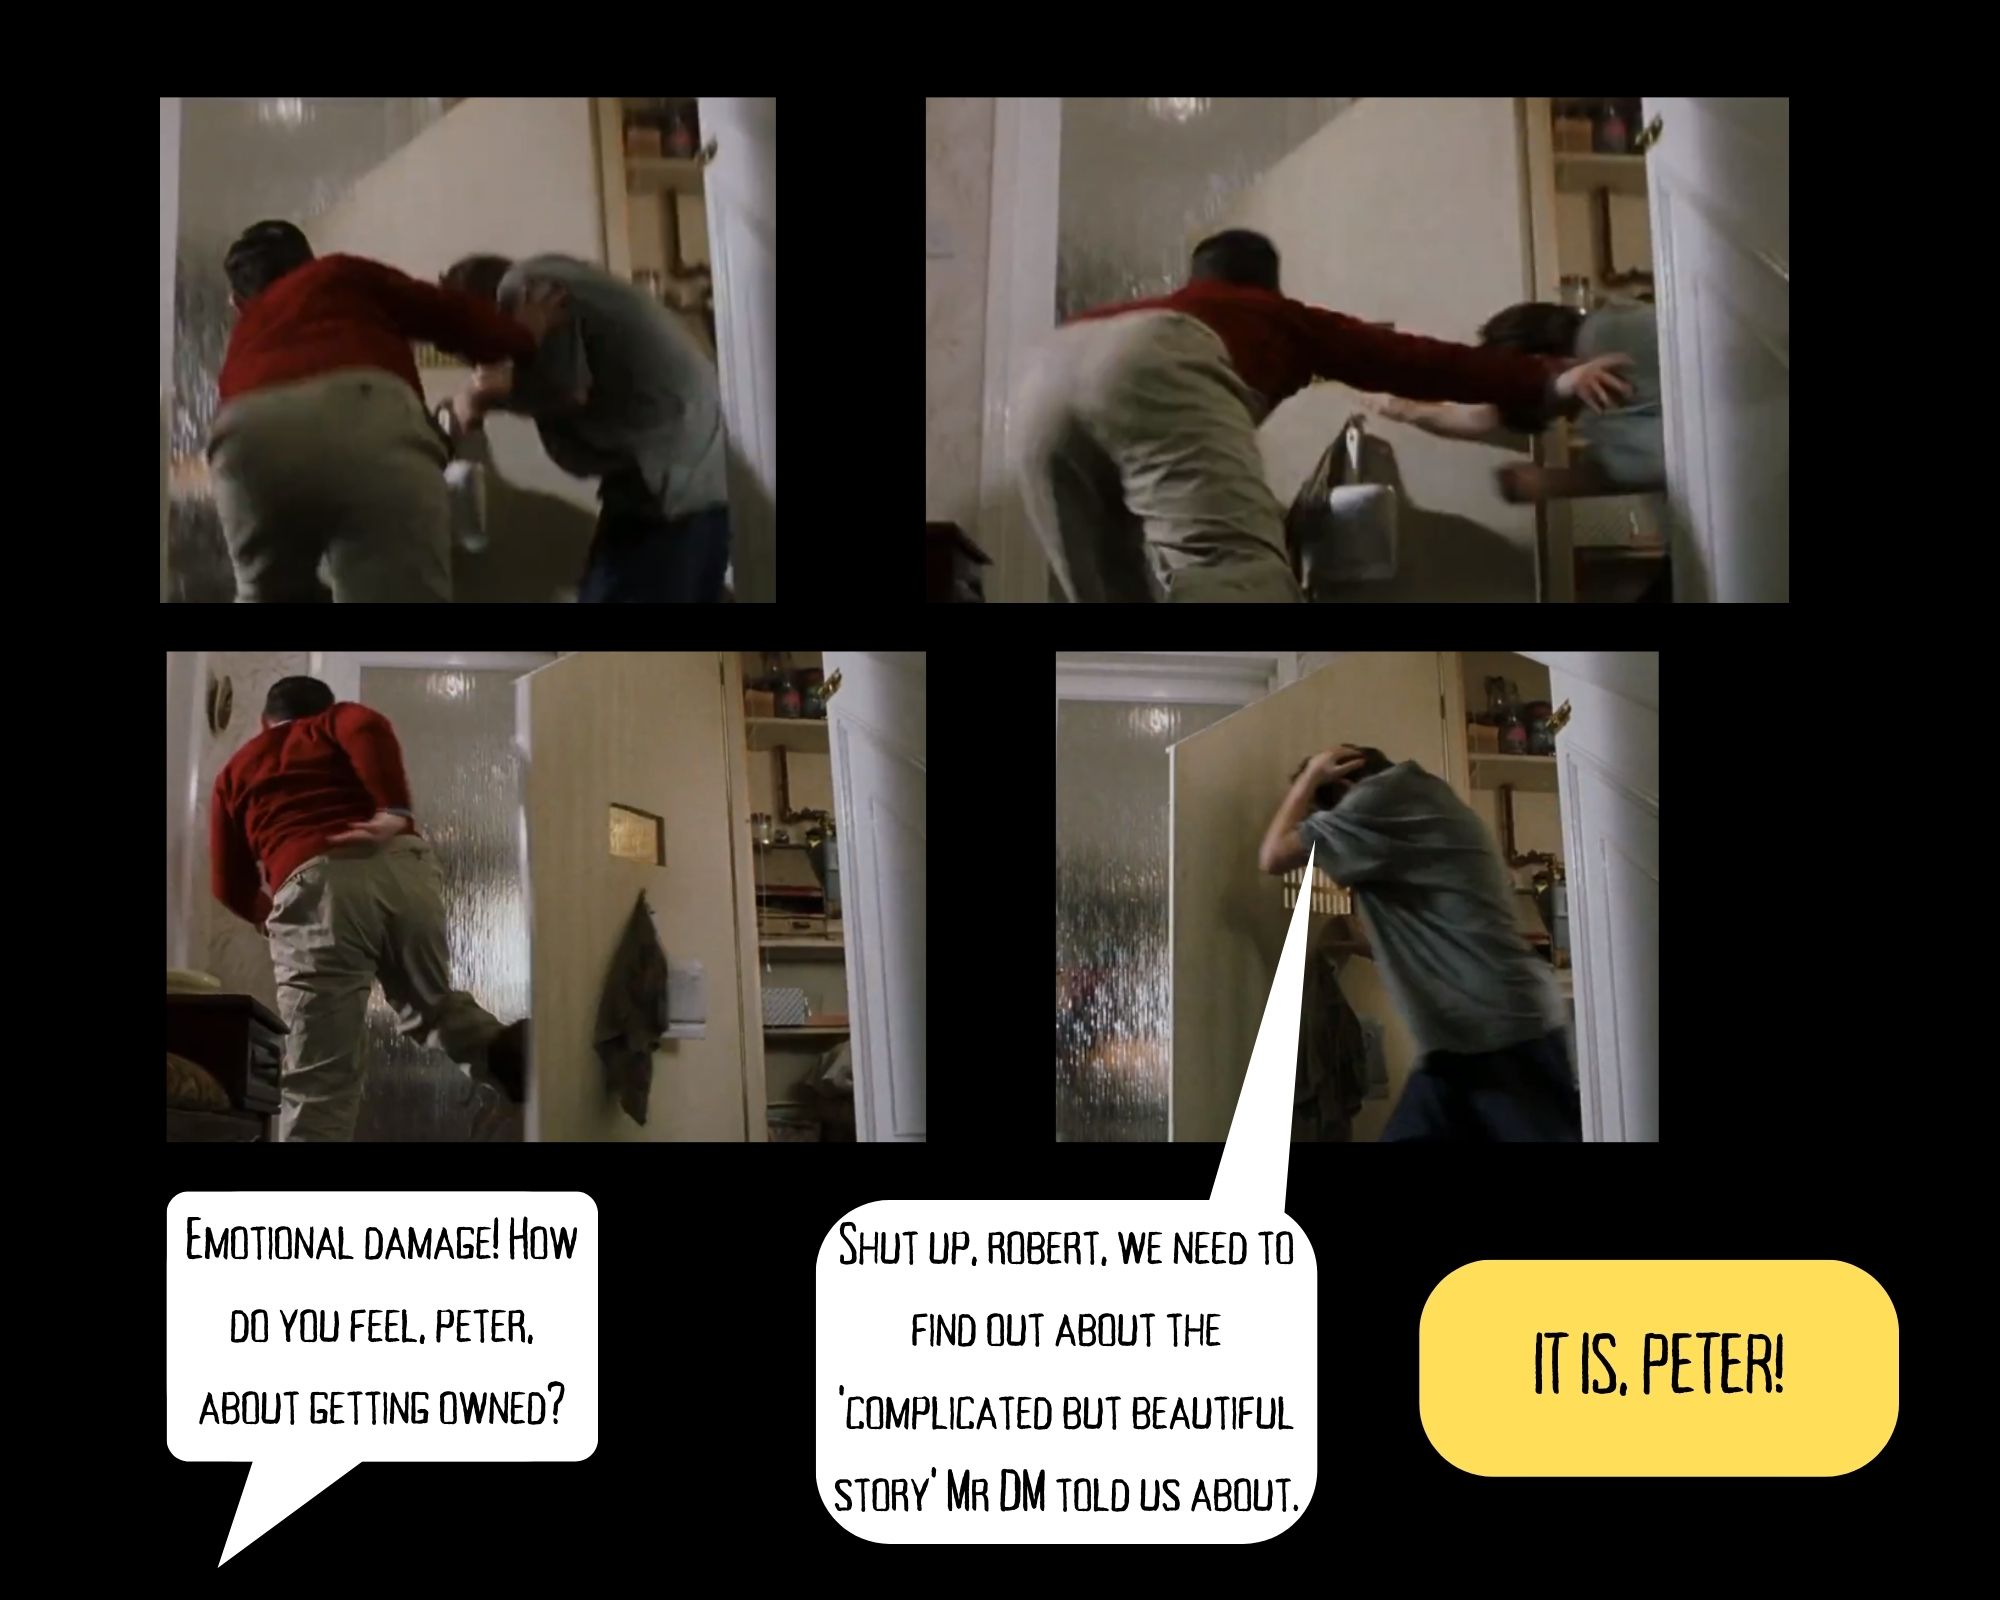 Emotional damage! How
do you feel, peter,
about getting owned?
Shut up, robert, we need to
find out about the
'complicated but beautiful
story' Mr DM told us about.
IT IS, PETER!